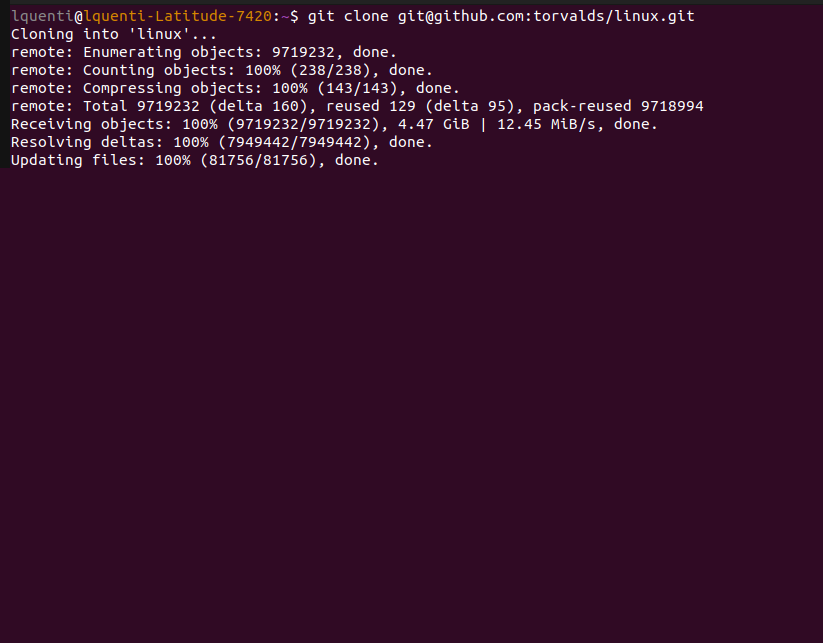 lquenti@lquenti-Latitude-7420:~$ git clone git@github.com:torvalds/linux.git
Cloning into 'linux'...
remote: Enumerating objects: 9719232, done.
remote: Counting objects: 100% (238/238), done.
remote: Compressing objects: 100% (143/143), done.
remote: Total 9719232 (delta 160), reused 129 (delta 95), pack-reused 9718994
Receiving objects: 100% (9719232/9719232), 4.47 GiB | 12.45 MiB/s, done.
Resolving deltas: 100% (7949442/7949442), done.
Updating files: 100% (81756/81756), done.